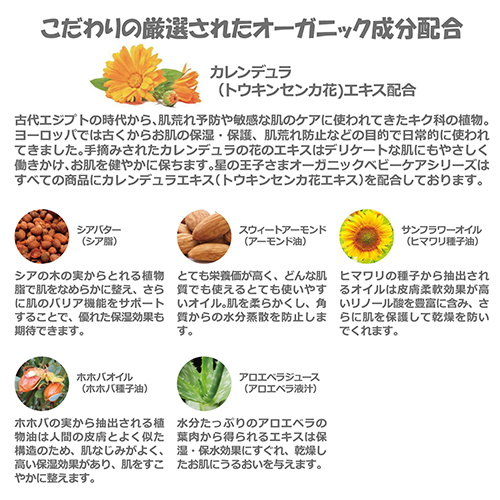 こだわりの厳選されたオーガニック成分配合
カレンデュラ
（トウキンセンカ花）エキス配合
古代エジプトの時代から、肌荒れ予防や敏感な肌のケアに使われてきたキク科の植物。
ヨーロッパでは古くからお肌の保湿・保護、肌荒れ防止などの目的で日常的に使われ
てきました。手摘みされたカレンデュラの花のエキスはデリケートな肌にもやさしく
働きかけ、お肌を健やかに保ちます。星の王子さまオーガニックベビーケアシリーズは
すべての商品にカレンデュラエキス（トウキンセンカ花エキス）を配合しております。
シアバター
（シア脂）
シアの木の実からとれる植物
脂で肌をなめらかに整え、さら
に肌のバリア機能をサポート
することで、優れた保湿効果も
期待できます。
スウィートアーモンド
（アーモンド油）
とても栄養価が高く、どんな肌
質でも使えるとても使いやす
いオイル。肌を柔らかくし、角
質からの水分蒸散を防止しま
す。
サンフラワーオイル
（ヒマワリ種子油）
ヒマワリの種子から抽出され
るオイルは皮膚柔軟効果が高
いリノール酸を豊富に含み、さ
らに肌を保護して乾燥を防い
でくれます。
ホホバオイル
（ホホバ種子油）
ホホバの実から抽出される植
物油は人間の皮膚とよく似た
構造のため、肌なじみがよく、
高い保湿効果があり、肌をすこ
やかに整えます。
アロエベラジュース
（アロエベラ液汁）
水分たっぷりのアロエベラの
葉肉から得られるエキスは保
湿・保水効果にすぐれ、乾燥し
たお肌にうるおいを与えます。